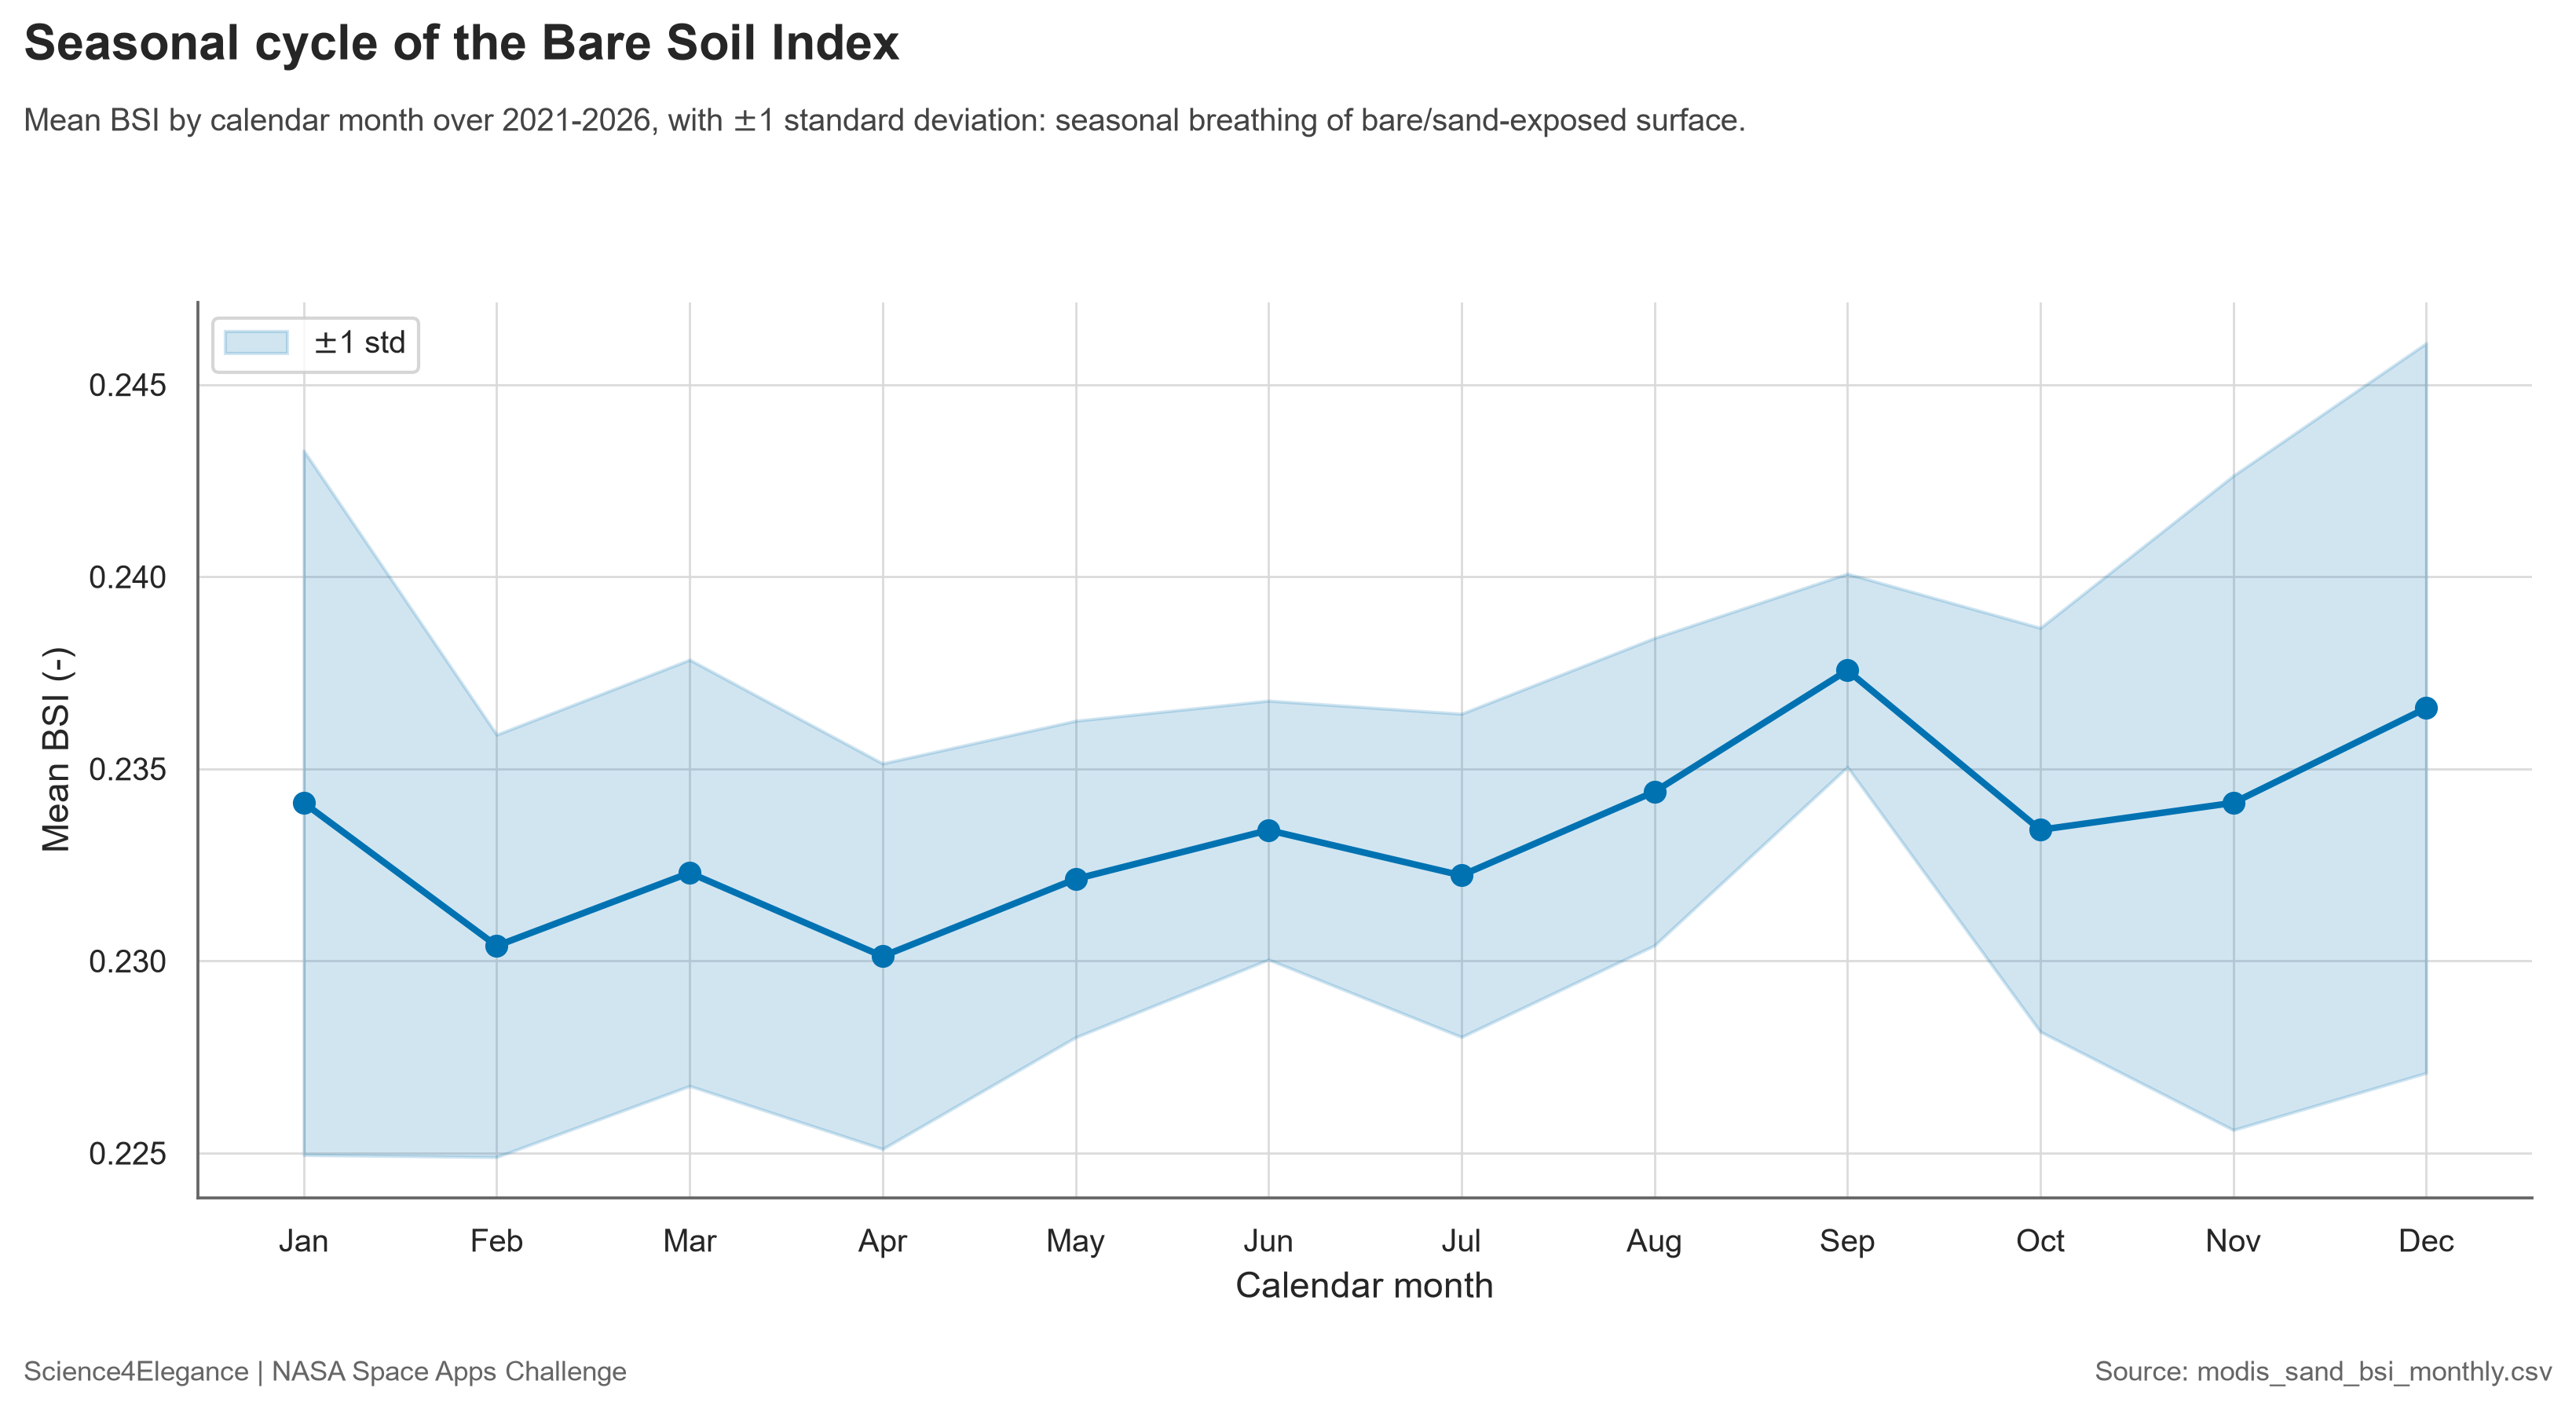 Seasonal cycle of the Bare Soil Index
Mean BSI by calendar month over 2021-2026, with ±1 standard deviation: seasonal breathing of bare/sand-exposed surface.
±1 std
0.245
0.240
0.235
0.230
0.225
Mean BSI (-)
Jan Feb Mar Apr May Jun Jul Aug Sep Oct Nov Dec
Calendar month
Science4Elegance | NASA Space Apps Challenge
Source: modis_sand_bsi_monthly.csv